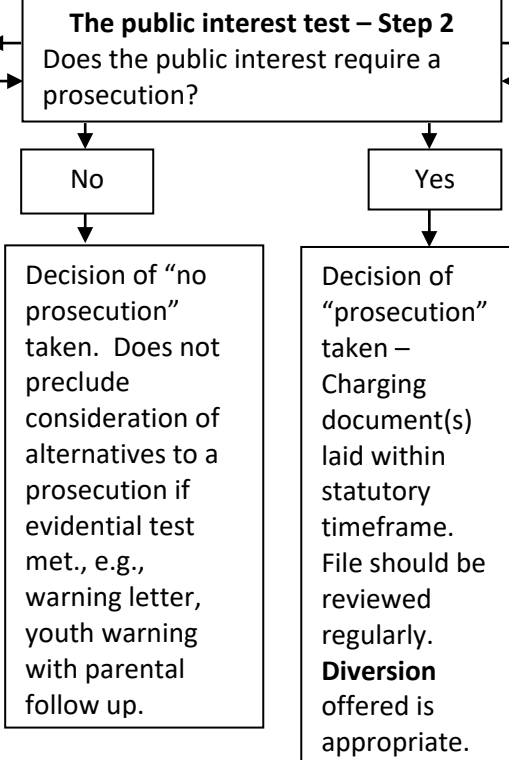 The public interest test – Step 2
Does the public interest require a
prosecution?
No
Yes
Decision of “no
prosecution”
taken.  Does not
preclude
consideration of
alternatives to a
prosecution if
evidential test
met., e.g.,
warning letter,
youth warning
with parental
follow up.
Decision of
“prosecution”
taken –
Charging
document(s)
laid within
statutory
timeframe.
File should be
reviewed
regularly.
Diversion
offered is
appropriate.